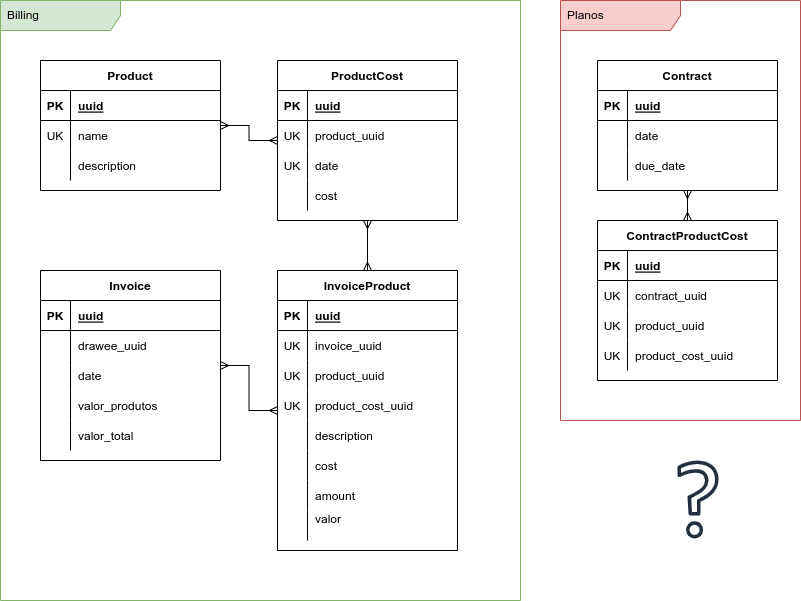 Billing
Product
PK uuid
UK name
description
ProductCost
PK uuid
UK product_uuid
UK date
cost
Invoice
PK uuid
drawee_uuid
date
valor_produtos
valor_total
InvoiceProduct
PK uuid
UK invoice_uuid
UK product_uuid
UK product_cost_uuid
description
cost
amount
valor
Planos
Contract
PK uuid
date
due_date
ContractProductCost
PK uuid
UK contract_uuid
UK product_uuid
UK product_cost_uuid
?